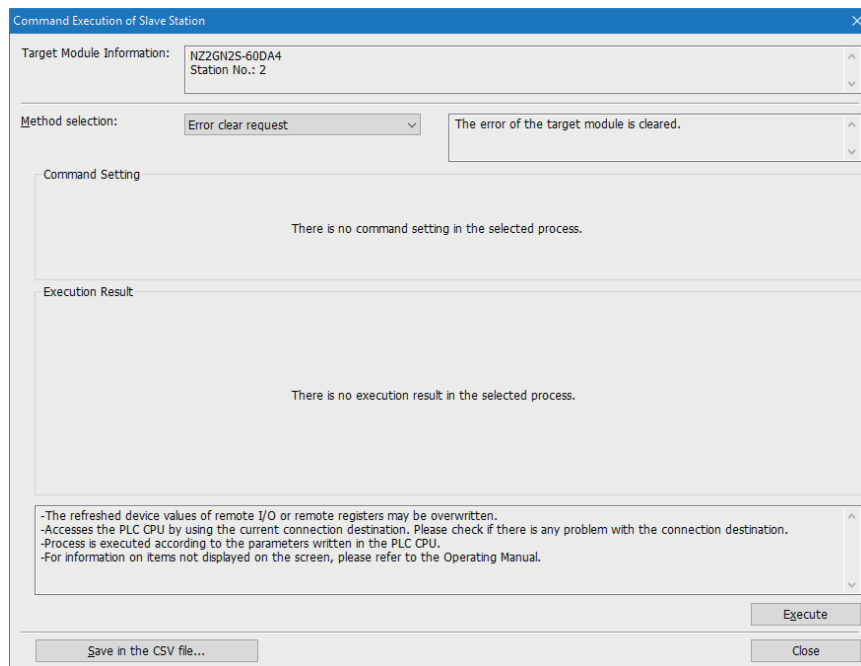 Command Execution of Slave Station
Target Module Information:
NZ2GN2S-60DA4
Station No.: 2
Method selection:
Error clear request
The error of the target module is cleared.
Command Setting
There is no command setting in the selected process.
Execution Result
There is no execution result in the selected process.
-The refreshed device values of remote I/O or remote registers may be overwritten.
-Accesses the PLC CPU by using the current connection destination. Please check if there is any problem with the connection destination.
-Process is executed according to the parameters written in the PLC CPU.
-For information on items not displayed on the screen, please refer to the Operating Manual.
Execute
Save in the CSV file...
Close